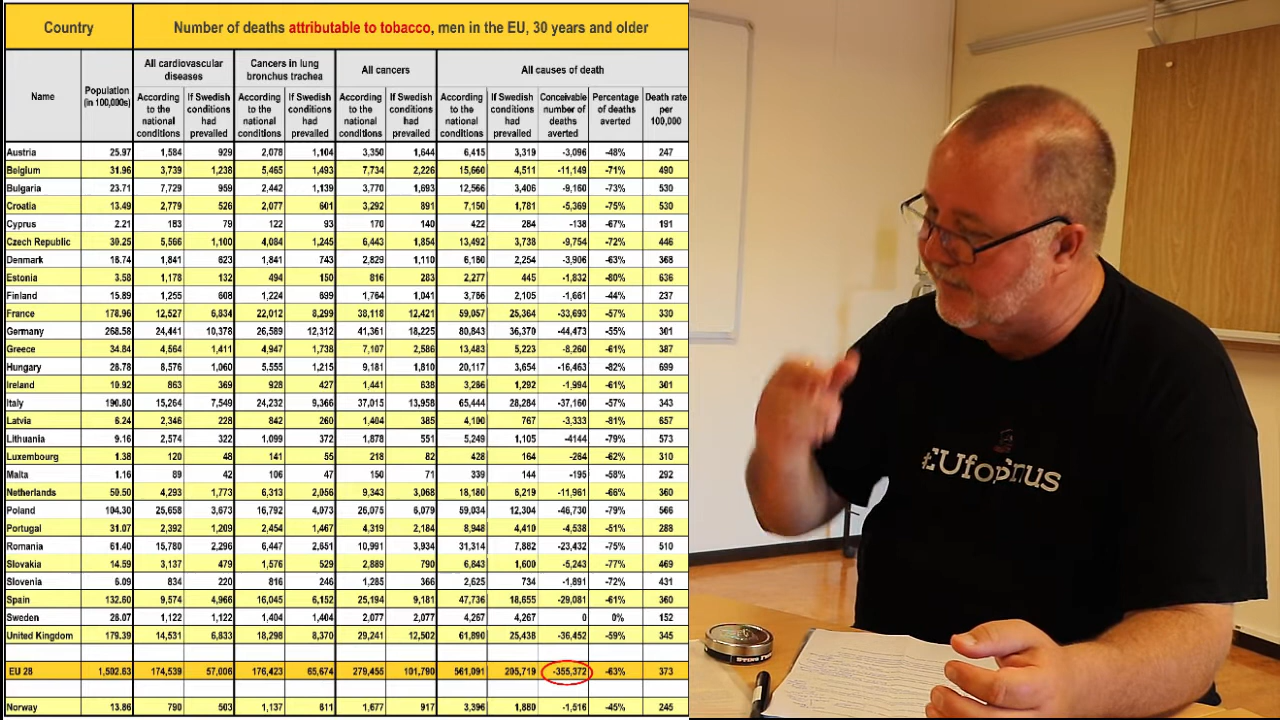 Country Number of deaths attributable to tobacco, men in the EU, 30 years and older
All cardiovascular diseases Cancers in lung bronchus trachea All cancers All causes of death
Name Population (in 100,000s) According to the national conditions If Swedish conditions had prevailed According to the national conditions If Swedish conditions had prevailed According to the national conditions If Swedish conditions had prevailed According to the national conditions If Swedish conditions had prevailed Conceivable number of deaths averted Percentage of deaths averted Death rate per 100,000
Austria 25.97 1,584 929 2,078 1,104 3,350 1,644 6,415 3,319 -3,096 -48% 247
Belgium 31.96 3,739 1,238 5,465 1,493 7,734 2,226 15,660 4,511 -11,149 -71% 490
Bulgaria 23.71 7,729 959 2,442 1,139 3,770 1,693 12,566 3,406 -9,160 -73% 530
Croatia 13.49 2,779 526 2,077 601 3,292 891 7,150 1,781 -5,369 -75% 530
Cyprus 2.21 183 79 122 93 170 140 422 284 -138 -67% 191
Czech Republic 30.25 5,566 1,100 4,084 1,245 6,443 1,854 13,492 3,738 -9,754 -72% 446
Denmark 16.74 1,841 623 1,841 743 2,829 1,110 6,160 2,254 -3,906 -63% 368
Estonia 3.58 1,178 132 494 150 816 283 2,277 445 -1,832 -80% 636
Finland 15.89 1,255 608 1,224 699 1,764 1,041 3,766 2,105 -1,661 -44% 237
France 178.96 12,527 6,834 22,012 8,299 38,118 12,421 59,057 25,364 -33,693 -57% 330
Germany 268.58 24,441 10,378 26,589 12,312 41,361 18,225 80,843 36,370 -44,473 -55% 301
Greece 34.84 4,564 1,411 4,947 1,738 7,107 2,586 13,483 5,223 -8,260 -61% 387
Hungary 28.78 8,576 1,060 5,555 1,215 9,181 1,810 20,117 3,654 -16,463 -82% 699
Ireland 10.92 863 369 928 427 1,441 638 3,286 1,292 -1,994 -61% 301
Italy 190.80 15,264 7,549 24,232 9,366 37,015 13,958 65,444 28,284 -37,160 -57% 343
Latvia 6.24 2,346 228 842 260 1,404 385 4,100 767 -3,333 -81% 657
Lithuania 9.16 2,574 322 1,099 372 1,878 551 5,249 1,105 -4144 -79% 573
Luxembourg 1.38 120 48 141 55 218 82 428 164 -264 -62% 310
Malta 1.16 89 42 106 47 150 71 339 144 -195 -58% 292
Netherlands 50.50 4,293 1,773 6,313 2,056 9,343 3,068 18,180 6,219 -11,961 -66% 360
Poland 104.30 25,658 3,673 16,792 4,073 26,075 6,079 59,034 12,304 -46,730 -79% 566
Portugal 31.07 2,392 1,209 2,454 1,467 4,319 2,184 8,948 4,410 -4,538 -51% 288
Romania 61.40 15,780 2,296 6,447 2,651 10,991 3,934 31,314 7,882 -23,432 -75% 510
Slovakia 14.59 3,137 479 1,576 529 2,889 790 6,843 1,600 -5,243 -77% 469
Slovenia 6.09 834 220 816 246 1,285 366 2,625 734 -1,891 -72% 431
Spain 132.60 9,574 4,966 16,045 6,152 25,194 9,181 47,736 18,655 -29,081 -61% 360
Sweden 28.07 1,122 1,122 1,404 1,404 2,077 2,077 4,267 4,267 0 0% 152
United Kingdom 179.39 14,531 6,833 18,298 8,370 29,241 12,502 61,890 25,438 -36,452 -59% 345
EU 28 1,502.63 174,539 57,006 176,423 65,674 279,455 101,790 561,091 205,719 -355,372 -63% 373
Norway 13.86 790 503 1,137 611 1,677 917 3,396 1,880 -1,516 -45% 245